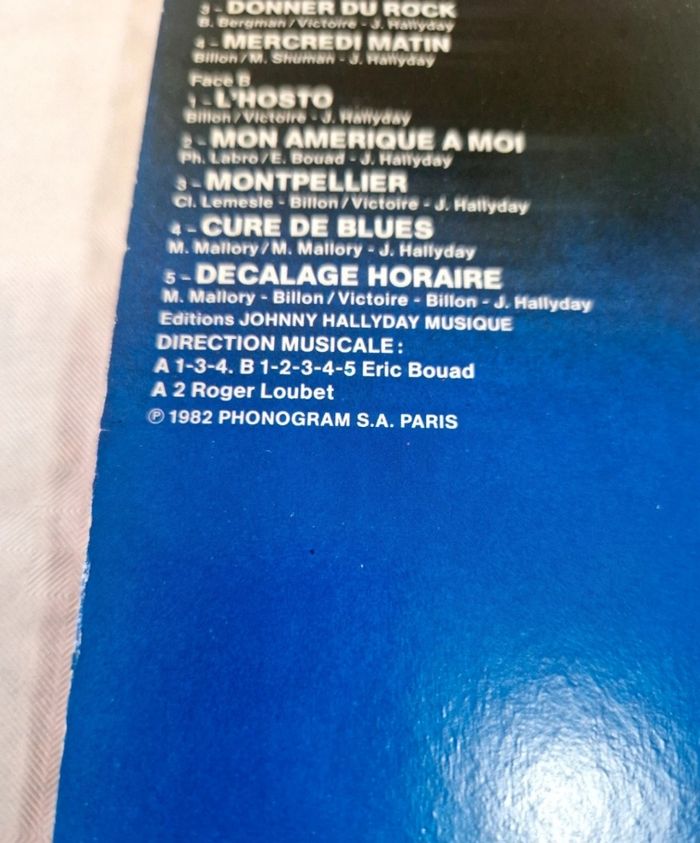 3 - DONNER DU ROCK
B. Bergman / Victoire - J. Hallyday
4 - MERCREDI MATIN
Billon / M. Shuman - J. Hallyday
Face B
1 - L'HOSTO
Billon / Victoire - J. Hallyday
2 - MON AMERIQUE A MOI
Ph. Labro / E. Bouad - J. Hallyday
3 - MONTPELLIER
Cl. Lemesle - Billon / Victoire - J. Hallyday
4 - CURE DE BLUES
M. Mallory / M. Mallory - J. Hallyday
5 - DECALAGE HORAIRE
M. Mallory - Billon / Victoire - Billon - J. Hallyday
Editions JOHNNY HALLYDAY MUSIQUE
DIRECTION MUSICALE :
A 1-3-4. B 1-2-3-4-5 Eric Bouad
A 2 Roger Loubet
℗ 1982 PHONOGRAM S.A. PARIS